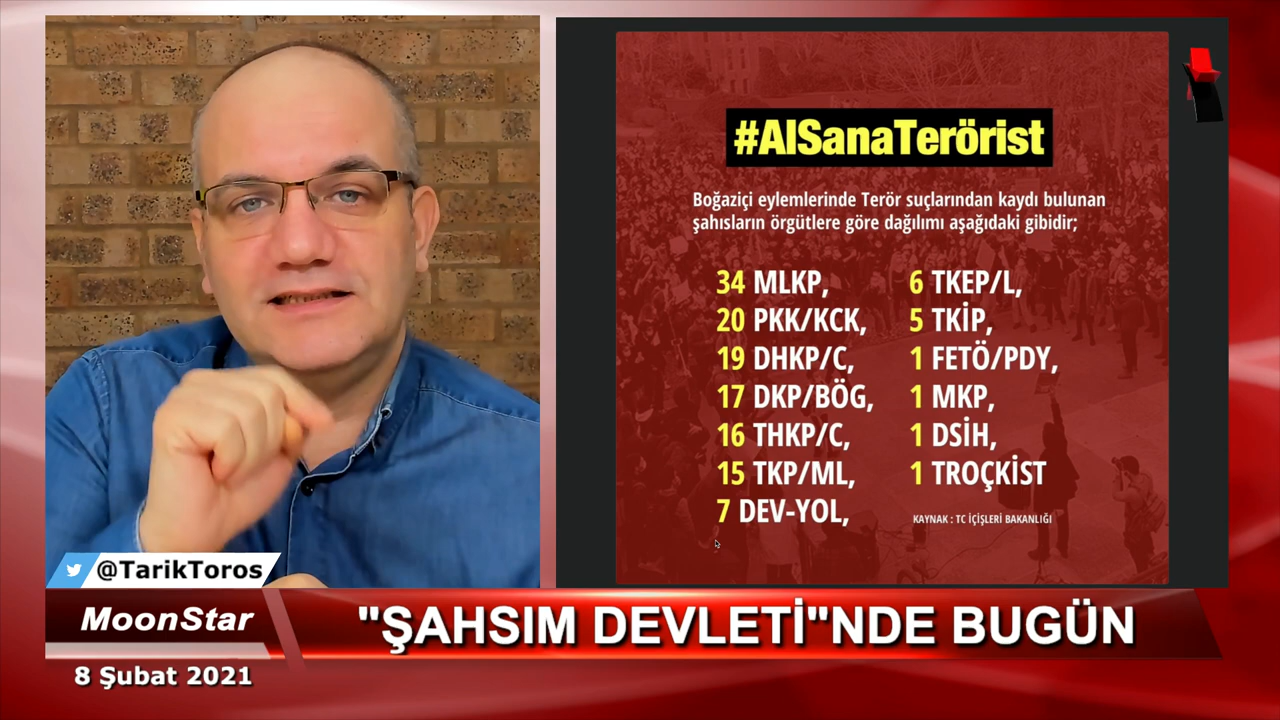 #AlSanaTerörist
Boğaziçi eylemlerinde Terör suçlarından kaydı bulunan
şahısların örgütlere göre dağılımı aşağıdaki gibidir;
34 MLKP,
20 PKK/KCK,
19 DHKP/C,
17 DKP/BÖG,
16 THKP/C,
15 TKP/ML,
7 DEV-YOL,
6 TKEP/L,
5 TKİP,
1 FETÖ/PDY,
1 MKP,
1 DSİH,
1 TROÇKİST
KAYNAK : TC İÇİŞLERİ BAKANLIĞI
@TarikToros
MoonStar
"ŞAHSIM DEVLETİ"NDE BUGÜN
8 Şubat 2021